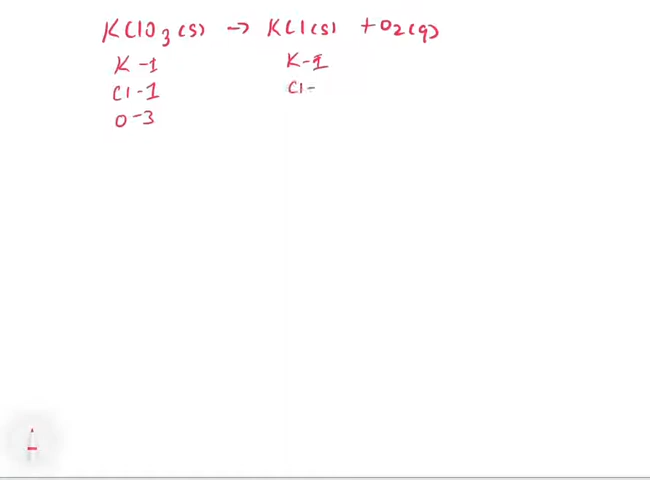 KClO3(s) → KCl(s) + O2(g)
K-1 K-1
Cl-1 Cl-
O-3